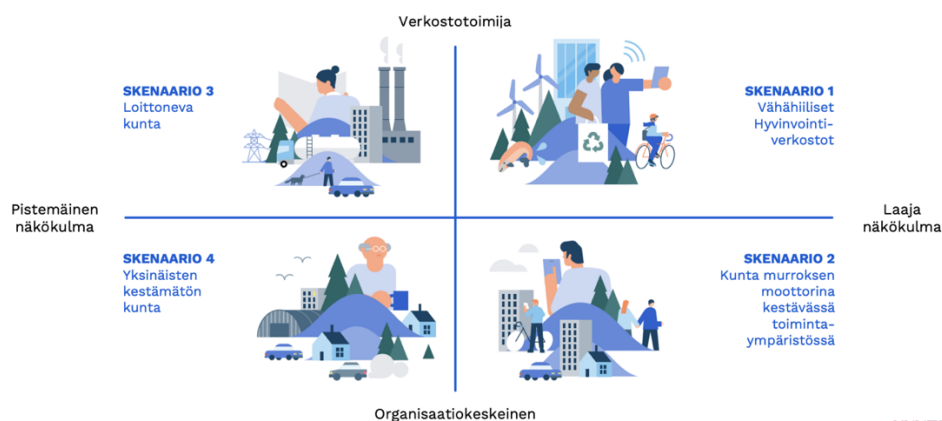 Verkostotoimija
SKENAARIO 3
Loittoneva
kunta
SKENAARIO 1
Vähähiiliset
Hyvinvointi-
verkostot
Pistemäinen
näkökulma
Laaja
näkökulma
SKENAARIO 4
Yksinäisten
kestämätön
kunta
SKENAARIO 2
Kunta murroksen
moottorina
kestävässä
toiminta-
ympäristössä
Organisaatiokeskeinen